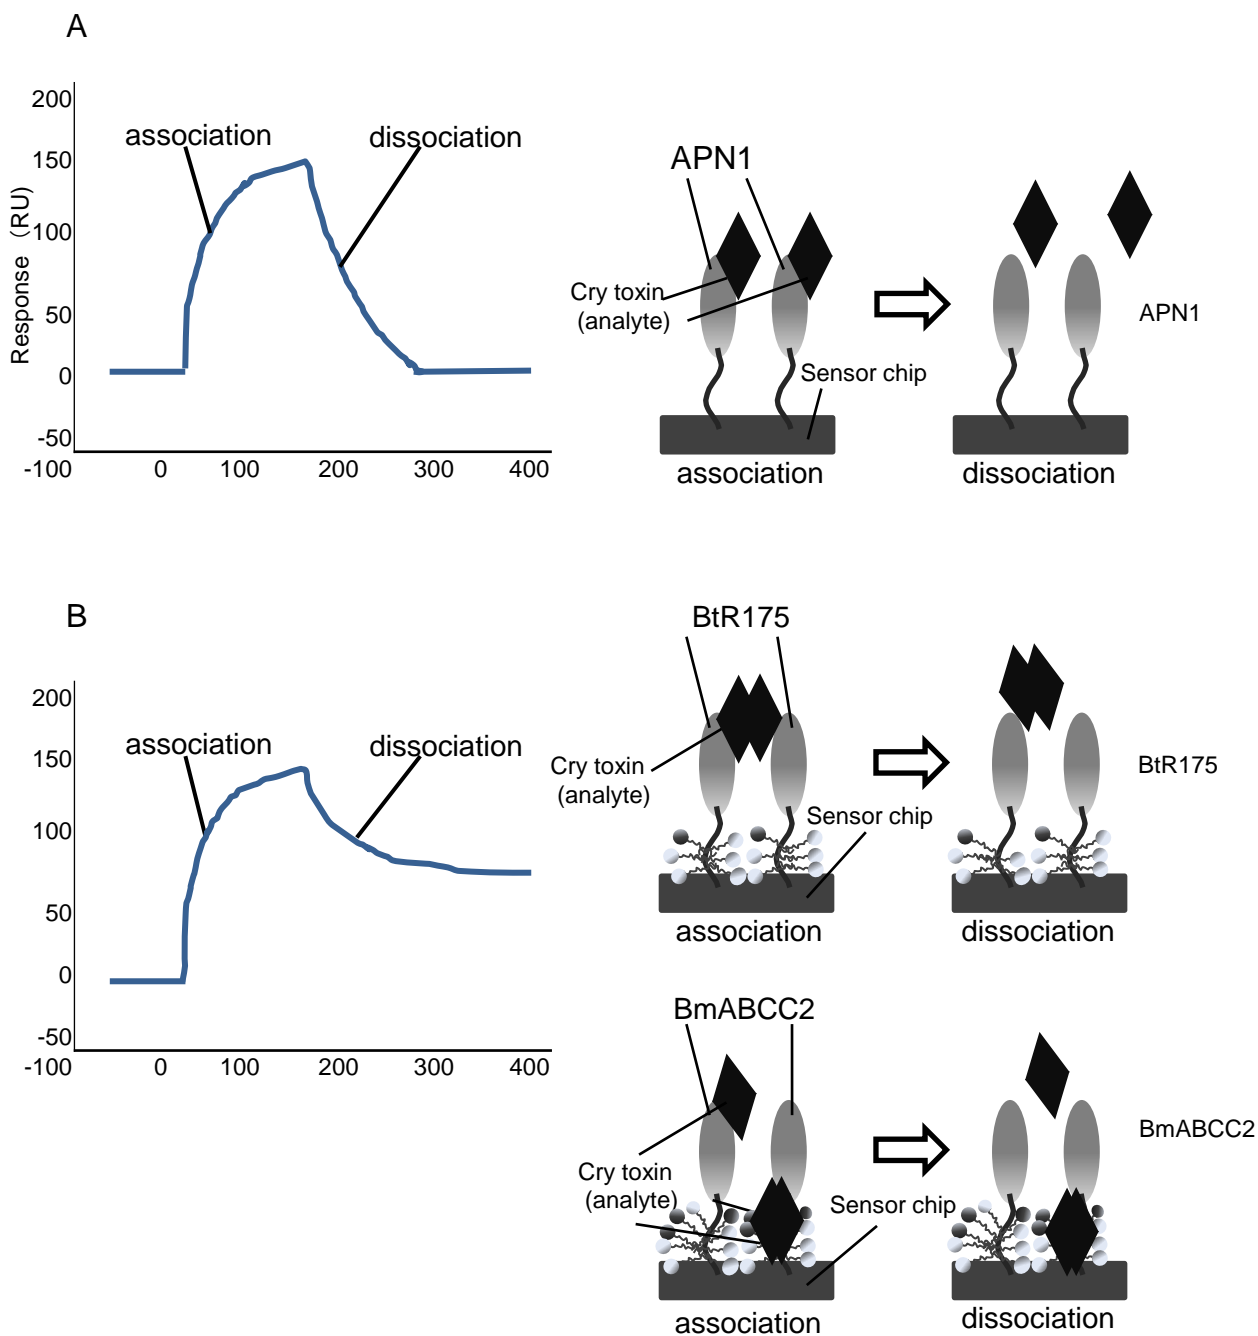 A
200
150
100
50
0
-50
Response (RU)
association
dissociation
-100 0 100 200 300 400
APN1
Cry toxin
(analyte)
Sensor chip
association
APN1
dissociation
B
200
150
100
50
0
-50
association
dissociation
-100 0 100 200 300 400
BtR175
Cry toxin
(analyte)
Sensor chip
association
BtR175
dissociation
BmABCC2
Cry toxin
(analyte)
Sensor chip
association
BmABCC2
dissociation